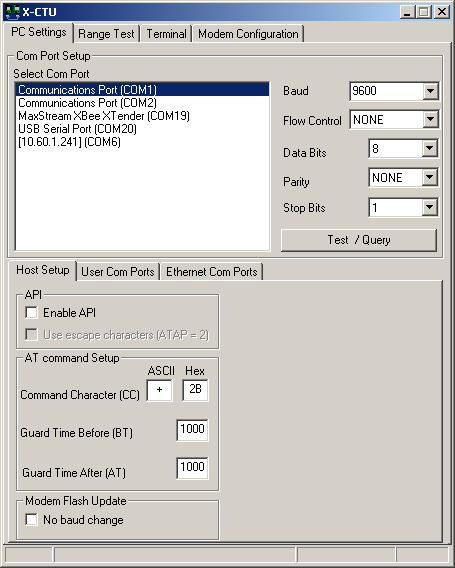 X-CTU
PC Settings Range Test Terminal Modem Configuration
Com Port Setup
Select Com Port
Communications Port (COM1)
Communications Port (COM2)
MaxStream XBee XTender (COM19)
USB Serial Port (COM20)
[10.60.1.241] (COM6)
Baud 9600
Flow Control NONE
Data Bits 8
Parity NONE
Stop Bits 1
Test / Query
Host Setup User Com Ports Ethernet Com Ports
API
Enable API
Use escape characters (ATAP = 2)
AT command Setup
ASCII Hex
Command Character (CC) + 2B
Guard Time Before (BT) 1000
Guard Time After (AT) 1000
Modem Flash Update
No baud change